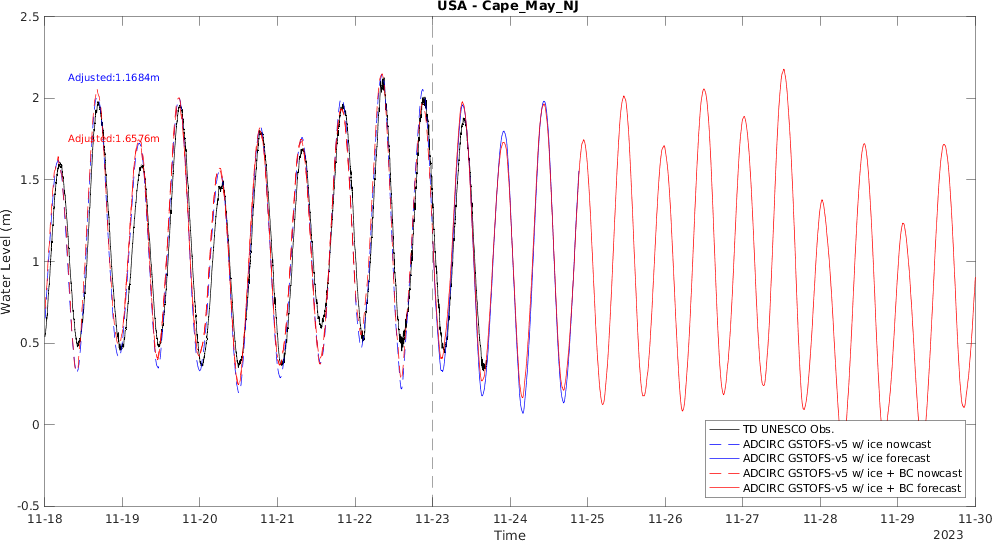 USA - Cape_May_NJ
2.5
2
1.5
1
0.5
0
-0.5
Water Level (m)
Adjusted:1.1684m
Adjusted:1.6576m
TD UNESCO Obs.
ADCIRC GSTOFS-v5 w/ ice nowcast
ADCIRC GSTOFS-v5 w/ ice forecast
ADCIRC GSTOFS-v5 w/ ice + BC nowcast
ADCIRC GSTOFS-v5 w/ ice + BC forecast
11-18 11-19 11-20 11-21 11-22 11-23 11-24 11-25 11-26 11-27 11-28 11-29 11-30
Time
2023